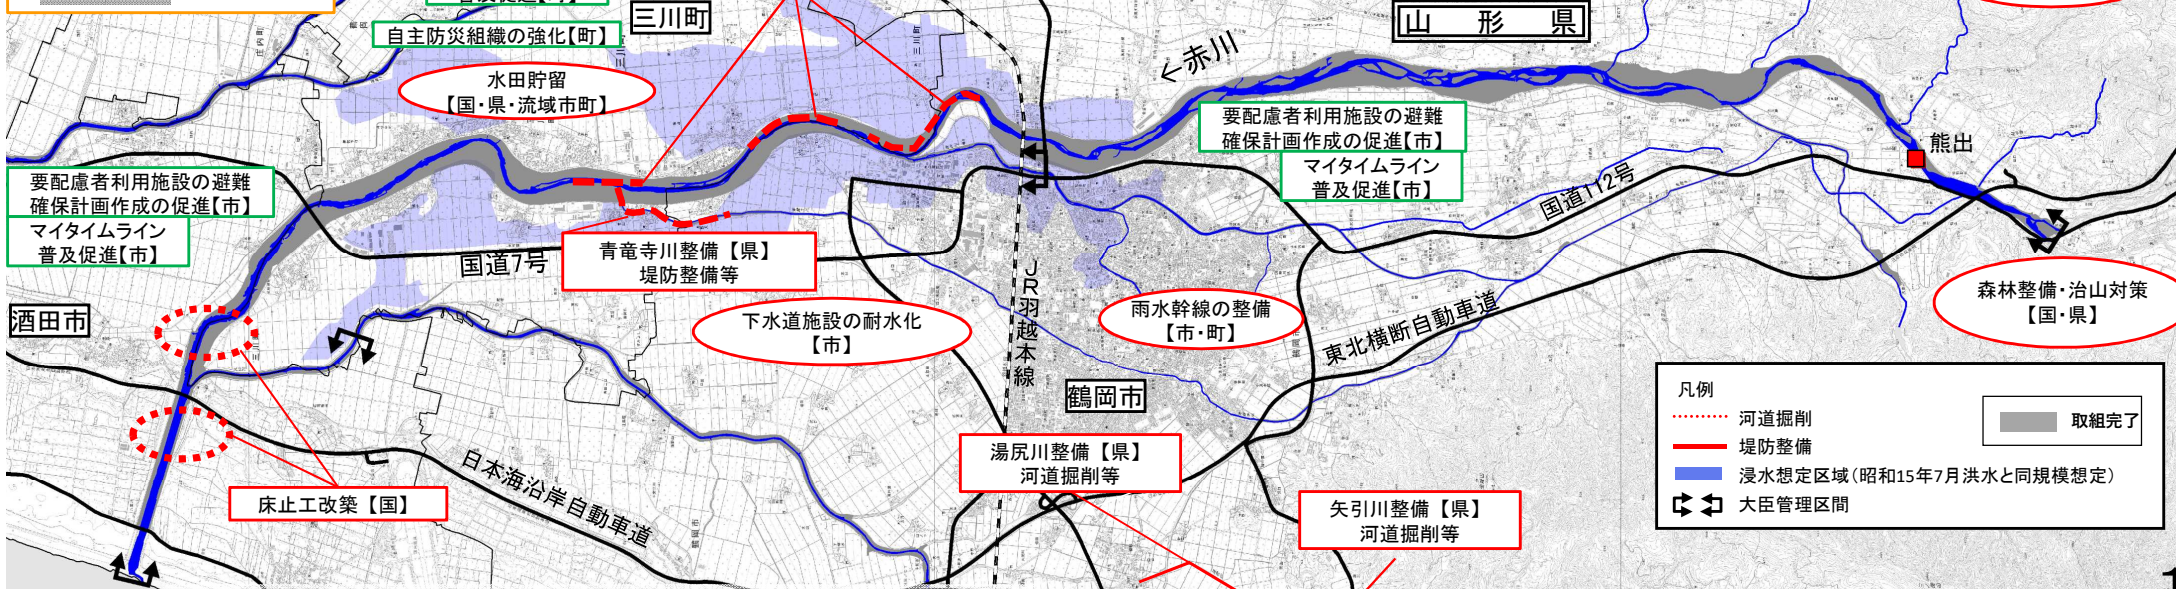 三川町
山形県
自主防災組織の強化【町】
水田貯留
【国・県・流域市町】
←赤川
要配慮者利用施設の避難
確保計画作成の促進【市】
マイタイムライン
普及促進【市】
熊出
国道112号
要配慮者利用施設の避難
確保計画作成の促進【市】
マイタイムライン
普及促進【市】
国道7号
青竜寺川整備【県】
堤防整備等
JR羽越本線
酒田市
下水道施設の耐水化
【市】
雨水幹線の整備
【市・町】
東北横断自動車道
森林整備・治山対策
【国・県】
鶴岡市
床止工改築【国】
日本海沿岸自動車道
湯尻川整備【県】
河道掘削等
矢引川整備【県】
河道掘削等
凡例
河道掘削
堤防整備
浸水想定区域(昭和15年7月洪水と同規模想定)
大臣管理区間
取組完了